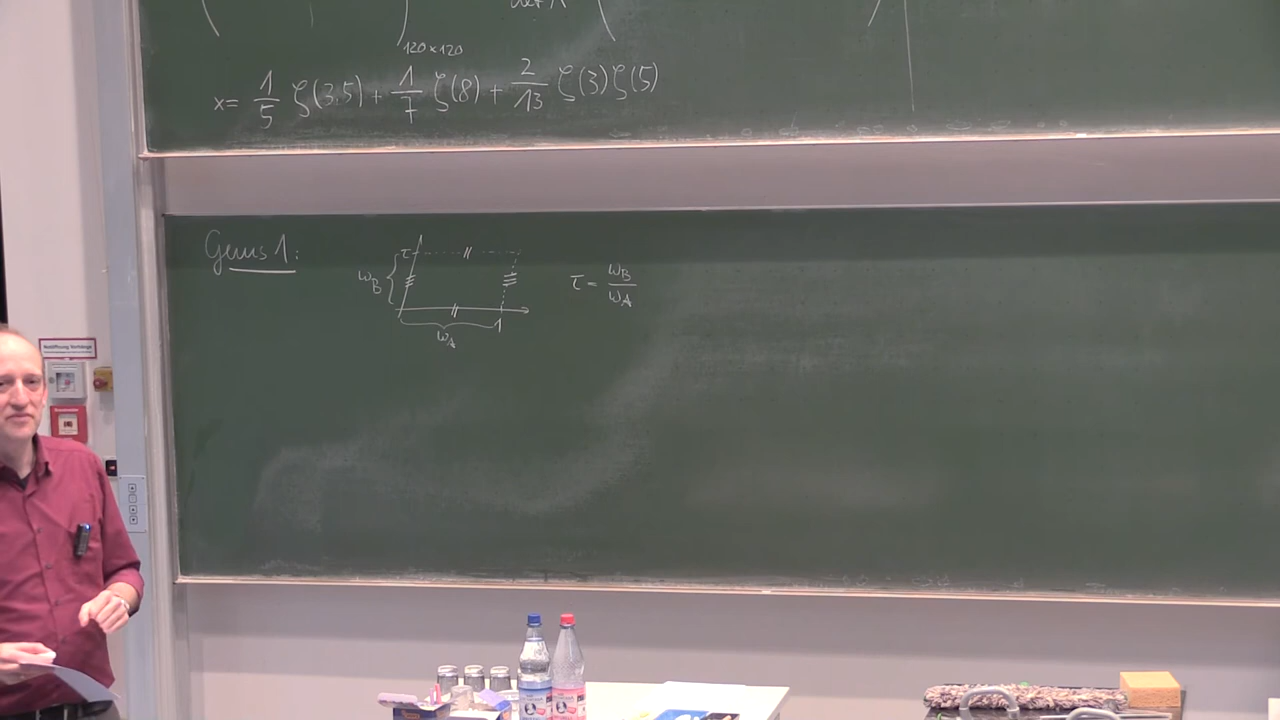 det
120×120
x= 1/5 ζ(3,5) + 1/7 ζ(8) + 2/13 ζ(3)ζ(5)
Genus 1:
τ
ω_B
1
ω_A
τ = ω_B/ω_A